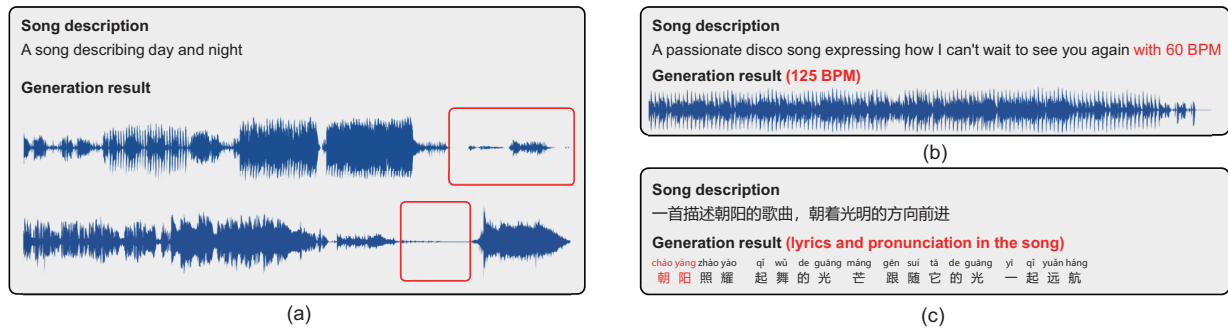 Song description
A song describing day and night
Generation result
(a)
Song description
A passionate disco song expressing how I can't wait to see you again with 60 BPM
Generation result (125 BPM)
(b)
Song description
一首描述朝阳的歌曲，朝着光明的方向前进
Generation result (lyrics and pronunciation in the song)
cháo yáng zhào yào qǐ wǔ de guāng máng gēn suí tā de guāng yī qǐ yuǎn háng
朝 阳 照 耀 起 舞 的 光 芒 跟 随 它 的 光 一 起 远 航
(c)